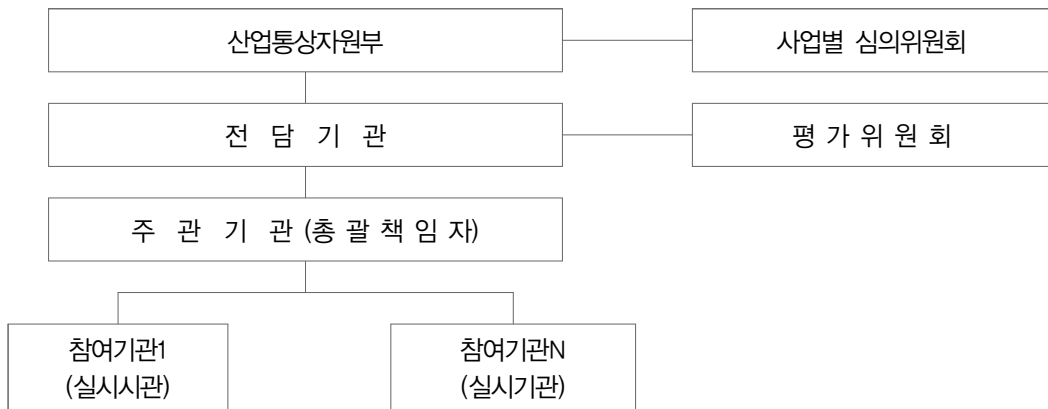 산업통상자원부
사업별 심의위원회
전 담 기 관
평 가 위 원 회
주 관 기 관 (총 괄 책 임 자)
참여기관1
(실시시관)
참여기관N
(실시기관)